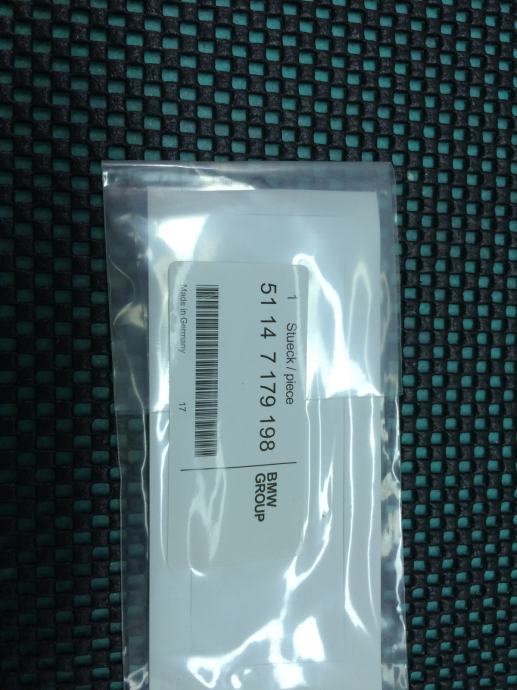 1 Stueck / piece
51 14 7 179 198
Made in Germany
17
BMW
GROUP